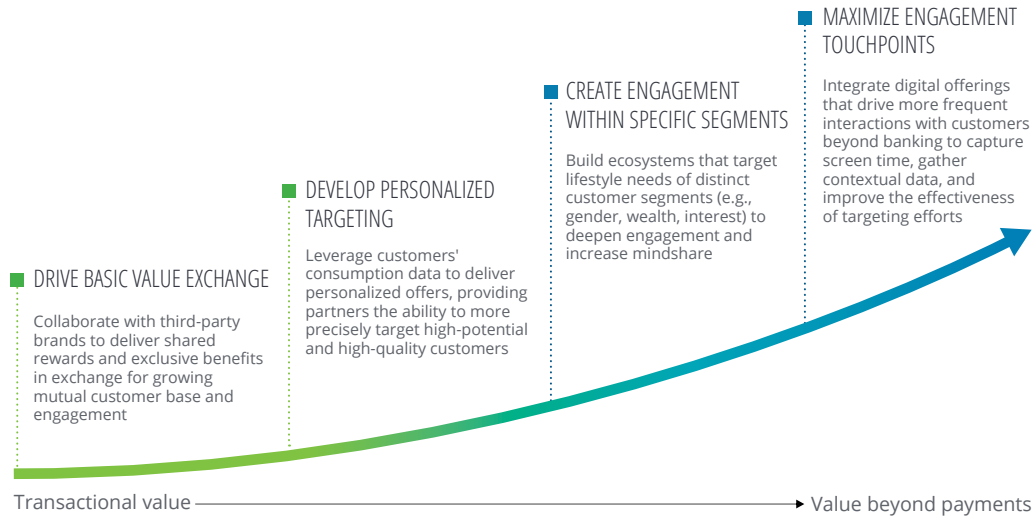 DRIVE BASIC VALUE EXCHANGE
Collaborate with third-party
brands to deliver shared
rewards and exclusive benefits
in exchange for growing
mutual customer base and
engagement
DEVELOP PERSONALIZED
TARGETING
Leverage customers'
consumption data to deliver
personalized offers, providing
partners the ability to more
precisely target high-potential
and high-quality customers
CREATE ENGAGEMENT
WITHIN SPECIFIC SEGMENTS
Build ecosystems that target
lifestyle needs of distinct
customer segments (e.g.,
gender, wealth, interest) to
deepen engagement and
increase mindshare
MAXIMIZE ENGAGEMENT
TOUCHPOINTS
Integrate digital offerings
that drive more frequent
interactions with customers
beyond banking to capture
screen time, gather
contextual data, and
improve the effectiveness
of targeting efforts
Transactional value
Value beyond payments